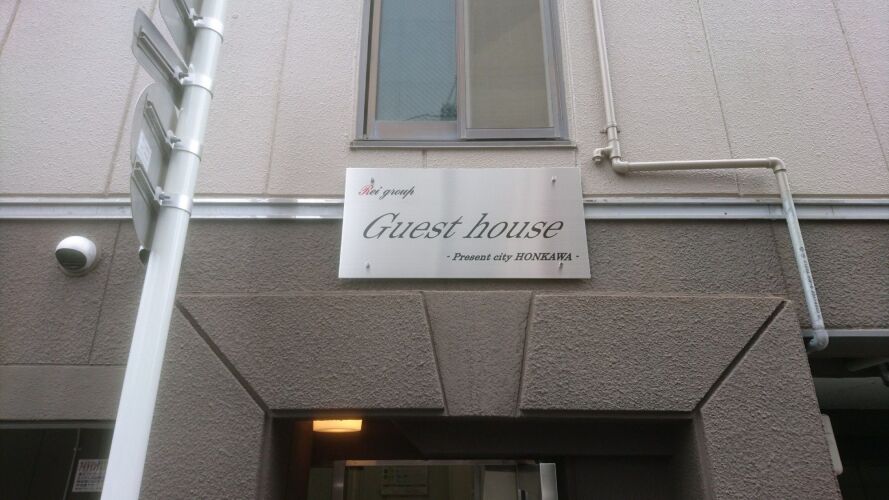 Rei group
Guest house
- Present city HONKAWA -